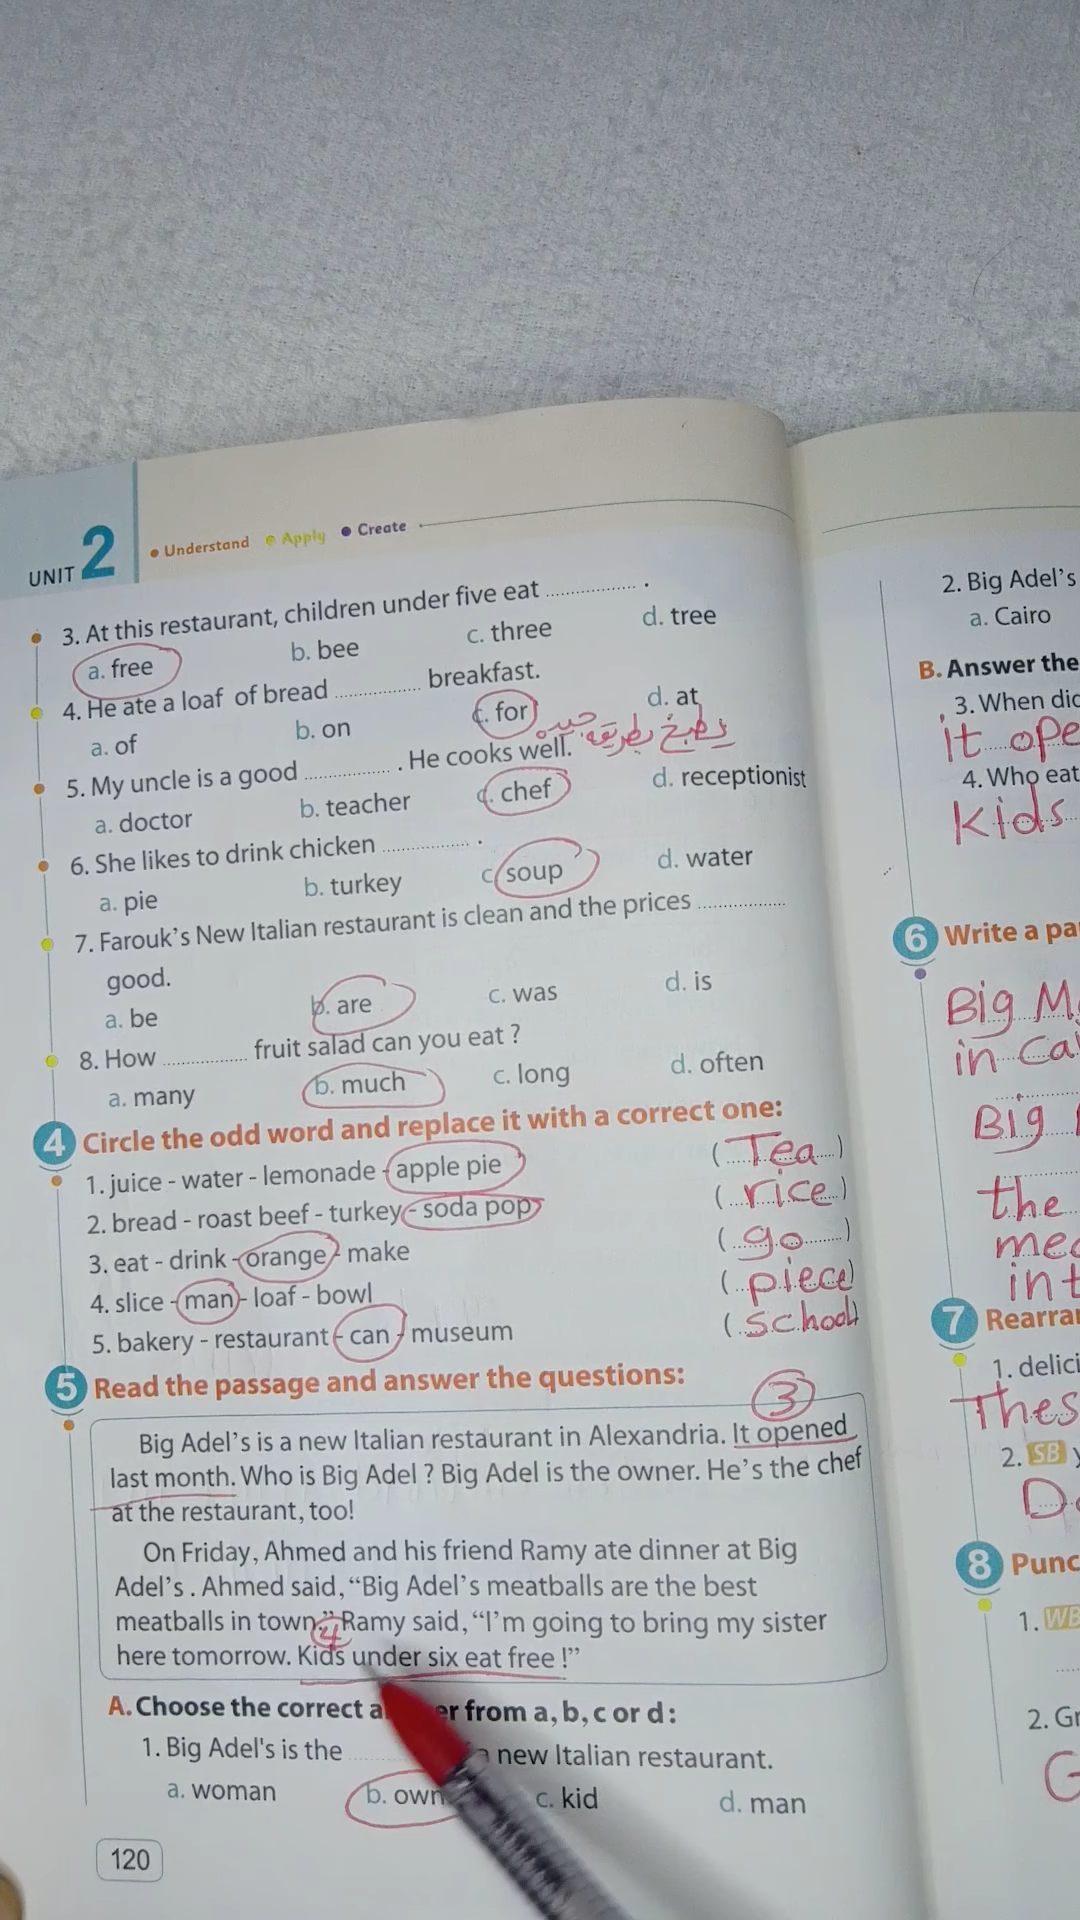 UNIT 2
• Understand • Apply • Create
3. At this restaurant, children under five eat .................. .
a. free b. bee c. three d. tree
4. He ate a loaf of bread ................. breakfast.
a. of b. on c. for d. at
يطبخ بطريقة جيده
5. My uncle is a good ................. . He cooks well.
a. doctor b. teacher c. chef d. receptionist
6. She likes to drink chicken ................. .
a. pie b. turkey c. soup d. water
7. Farouk's New Italian restaurant is clean and the prices .................
good.
a. be b. are c. was d. is
8. How ................. fruit salad can you eat ?
a. many b. much c. long d. often
4 Circle the odd word and replace it with a correct one:
1. juice - water - lemonade - apple pie (Tea)
2. bread - roast beef - turkey - soda pop (rice)
3. eat - drink - orange - make (go)
4. slice - man - loaf - bowl (piece)
5. bakery - restaurant - can - museum (school)
5 Read the passage and answer the questions:
3
Big Adel's is a new Italian restaurant in Alexandria. It opened
last month. Who is Big Adel ? Big Adel is the owner. He's the chef
at the restaurant, too!
On Friday, Ahmed and his friend Ramy ate dinner at Big
Adel's . Ahmed said, “Big Adel's meatballs are the best
meatballs in town.” Ramy said, “I'm going to bring my sister
4
here tomorrow. Kids under six eat free !”
A. Choose the correct from a, b, c or d :
1. Big Adel's is the new Italian restaurant.
a. woman b. c. kid d. man
120
2. Big Adel's
a. Cairo
B. Answer the
3. When
it
4. Who
Kids
6 Write a
Big
in
Big
the
7
1.
2. SB
8
1. WB
2.